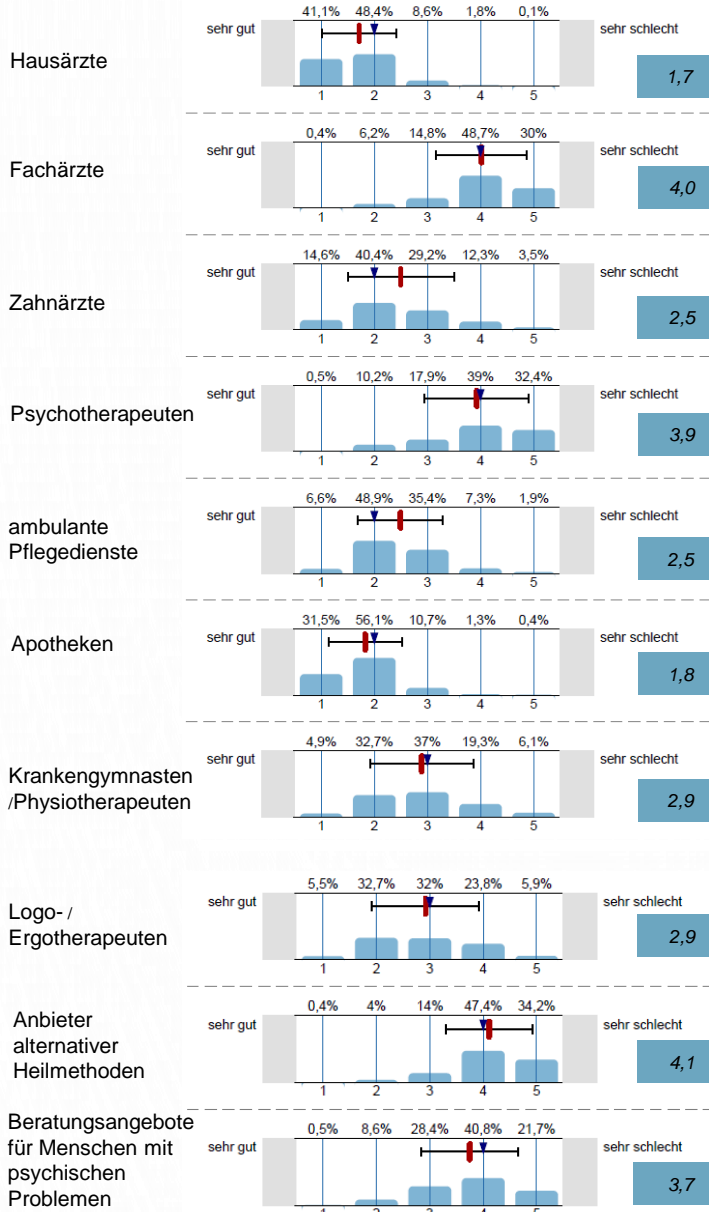 41,1% 48,4% 8,6% 1,8% 0,1%
sehr gut sehr schlecht
Hausärzte
1,7
1 2 3 4 5
0,4% 6,2% 14,8% 48,7% 30%
sehr gut sehr schlecht
Fachärzte
4,0
1 2 3 4 5
14,6% 40,4% 29,2% 12,3% 3,5%
sehr gut sehr schlecht
Zahnärzte
2,5
1 2 3 4 5
0,5% 10,2% 17,9% 39% 32,4%
sehr gut sehr schlecht
Psychotherapeuten
3,9
1 2 3 4 5
6,6% 48,9% 35,4% 7,3% 1,9%
sehr gut sehr schlecht
ambulante
Pflegedienste
2,5
1 2 3 4 5
31,5% 56,1% 10,7% 1,3% 0,4%
sehr gut sehr schlecht
Apotheken
1,8
1 2 3 4 5
4,9% 32,7% 37% 19,3% 6,1%
sehr gut sehr schlecht
Krankengymnasten
/Physiotherapeuten
2,9
1 2 3 4 5
5,5% 32,7% 32% 23,8% 5,9%
sehr gut sehr schlecht
Logo- /
Ergotherapeuten
2,9
1 2 3 4 5
0,4% 4% 14% 47,4% 34,2%
sehr gut sehr schlecht
Anbieter
alternativer
Heilmethoden
4,1
1 2 3 4 5
0,5% 8,6% 28,4% 40,8% 21,7%
sehr gut sehr schlecht
Beratungsangebote
für Menschen mit
psychischen
Problemen
3,7
1 2 3 4 5